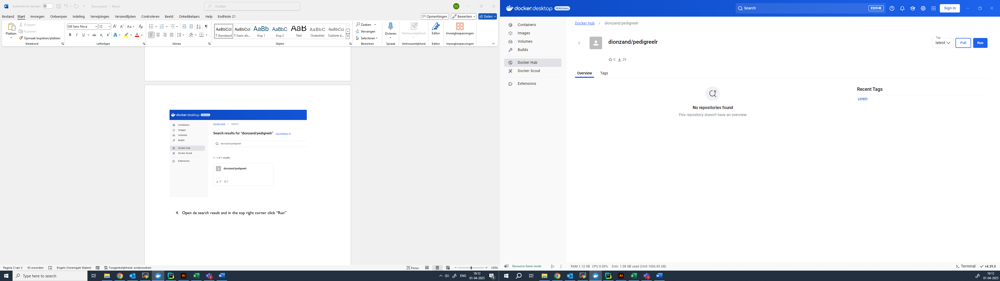 Automatisch opslaan
Document1 - Word
Zoeken
DZ
Bestand Start Invoegen Ontwerpen Indeling Verwijzingen Verzendlijsten Controleren Beeld Ontwikkelaars Help EndNote 21
Opmerkingen Bewerken Delen
Plakken
Knippen
Kopiëren
Opmaak kopiëren/plakken
Klembord
Gill Sans Nova 12
Lettertype
Alinea
AaBbCcI AaBbCcI AaBb AaBbC AaB AaBbC AaBbCcI
¶ Standaard ¶ Geen afs... Kop 1 Kop 2 Titel Ondertitel Subtiele b...
Stijlen
Zoeken
Vervangen
Selecteren
Bewerken
Dicteren
Spraak
Vertrouwelijkheid
Vertrouwelijkheid
Editor
Editor
Invoegtoepassingen
Invoegtoepassingen
docker.desktop PERSONAL
Containers
Images
Volumes
Builds
Docker Hub
Docker Scout
Extensions
Docker Hub / Search
Search results for "dionzand/pedigreelr" Give feedback
dionzand/pedigreelr
1 - 1 of 1 results
dionzand/pedigreelr
0
4. Open de search result and in the top right corner click “Run”
Pagina 3 van 3 93 woorden Engels (Verenigde Staten) Toegankelijkheid: onderzoeken
Focus 100%
Type here to search
ENG
16:12
01-04-2025
6
docker.desktop PERSONAL
Search Ctrl+K
Sign in
Containers
Images
Volumes
Builds
Docker Hub
Docker Scout
Extensions
Docker Hub / dionzand/pedigreelr
dionzand/pedigreelr
0 29
Tag
latest
Pull
Run
Overview Tags
No repositories found
This repository doesn't have an overview.
Recent Tags
LATEST
Resource Saver mode
RAM 1.12 GB CPU 0.00% Disk: 1.08 GB used (limit 1006.85 GB)
Terminal v4.39.0
16:12
01-04-2025